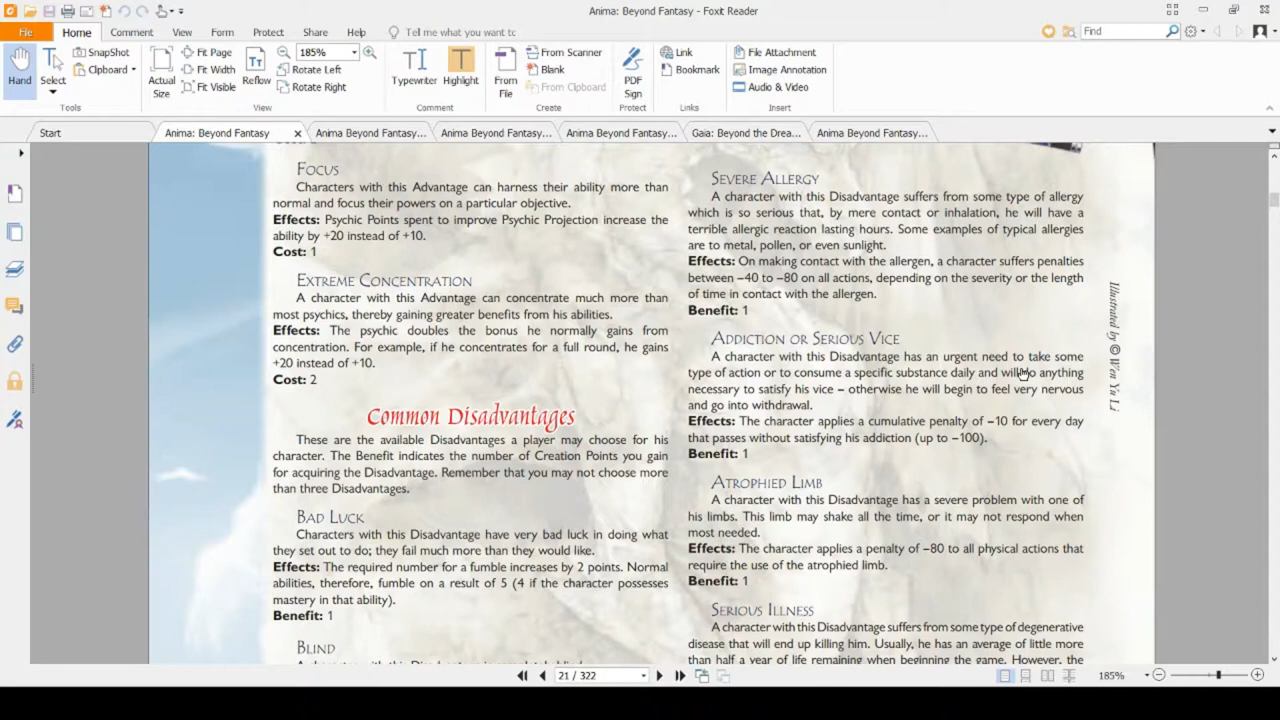 Anima: Beyond Fantasy - Foxit Reader
File Home Comment View Form Protect Share Help Tell me what you want tc Find
Hand
Select
SnapShot
Clipboard
Tools
Actual Size
Fit Page
Fit Width
Fit Visible
Reflow
185%
Rotate Left
Rotate Right
View
Typewriter
Highlight
Comment
From File
From Scanner
Blank
From Clipboard
Create
PDF Sign
Protect
Link
Bookmark
Links
File Attachment
Image Annotation
Audio & Video
Insert
Start
Anima: Beyond Fantasy
Anima Beyond Fantasy...
Anima Beyond Fantasy...
Anima Beyond Fantasy...
Gaia: Beyond the Drea...
Anima Beyond Fantasy...
Focus
Characters with this Advantage can harness their ability more than
normal and focus their powers on a particular objective.
Effects: Psychic Points spent to improve Psychic Projection increase the
ability by +20 instead of +10.
Cost: 1
Extreme Concentration
A character with this Advantage can concentrate much more than
most psychics, thereby gaining greater benefits from his abilities.
Effects: The psychic doubles the bonus he normally gains from
concentration. For example, if he concentrates for a full round, he gains
+20 instead of +10.
Cost: 2
Common Disadvantages
These are the available Disadvantages a player may choose for his
character. The Benefit indicates the number of Creation Points you gain
for acquiring the Disadvantage. Remember that you may not choose more
than three Disadvantages.
Bad Luck
Characters with this Disadvantage have very bad luck in doing what
they set out to do; they fail much more than they would like.
Effects: The required number for a fumble increases by 2 points. Normal
abilities, therefore, fumble on a result of 5 (4 if the character possesses
mastery in that ability).
Benefit: 1
Blind
Severe Allergy
A character with this Disadvantage suffers from some type of allergy
which is so serious that, by mere contact or inhalation, he will have a
terrible allergic reaction lasting hours. Some examples of typical allergies
are to metal, pollen, or even sunlight.
Effects: On making contact with the allergen, a character suffers penalties
between –40 to –80 on all actions, depending on the severity or the length
of time in contact with the allergen.
Benefit: 1
Addiction or Serious Vice
A character with this Disadvantage has an urgent need to take some
type of action or to consume a specific substance daily and will do anything
necessary to satisfy his vice – otherwise he will begin to feel very nervous
and go into withdrawal.
Effects: The character applies a cumulative penalty of –10 for every day
that passes without satisfying his addiction (up to –100).
Benefit: 1
Atrophied Limb
A character with this Disadvantage has a severe problem with one of
his limbs. This limb may shake all the time, or it may not respond when
most needed.
Effects: The character applies a penalty of –80 to all physical actions that
require the use of the atrophied limb.
Benefit: 1
Serious Illness
A character with this Disadvantage suffers from some type of degenerative
disease that will end up killing him. Usually, he has an average of little more
than half a year of life remaining when beginning the game. However, the
Illustrated by © Wen Yu Li
21 / 322
185%